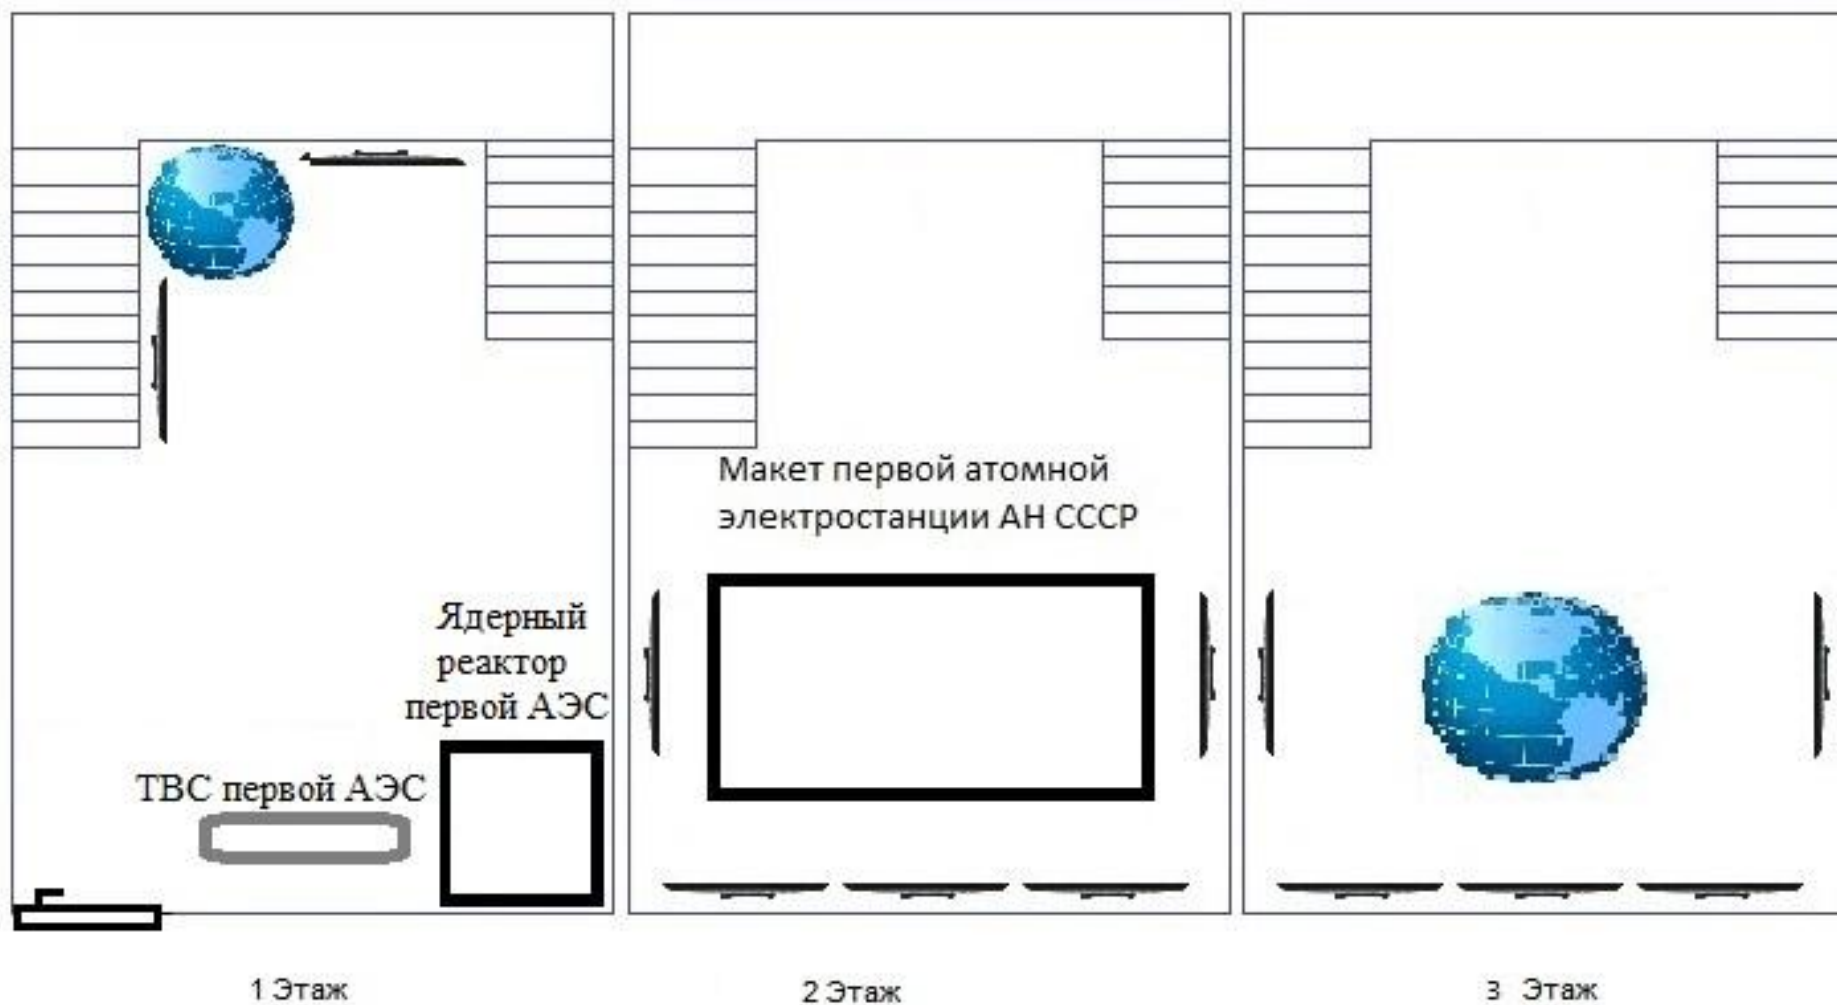 Ядерный
реактор
первой АЭС
ТВС первой АЭС
1 Этаж
Макет первой атомной
электростанции АН СССР
2 Этаж
3 Этаж